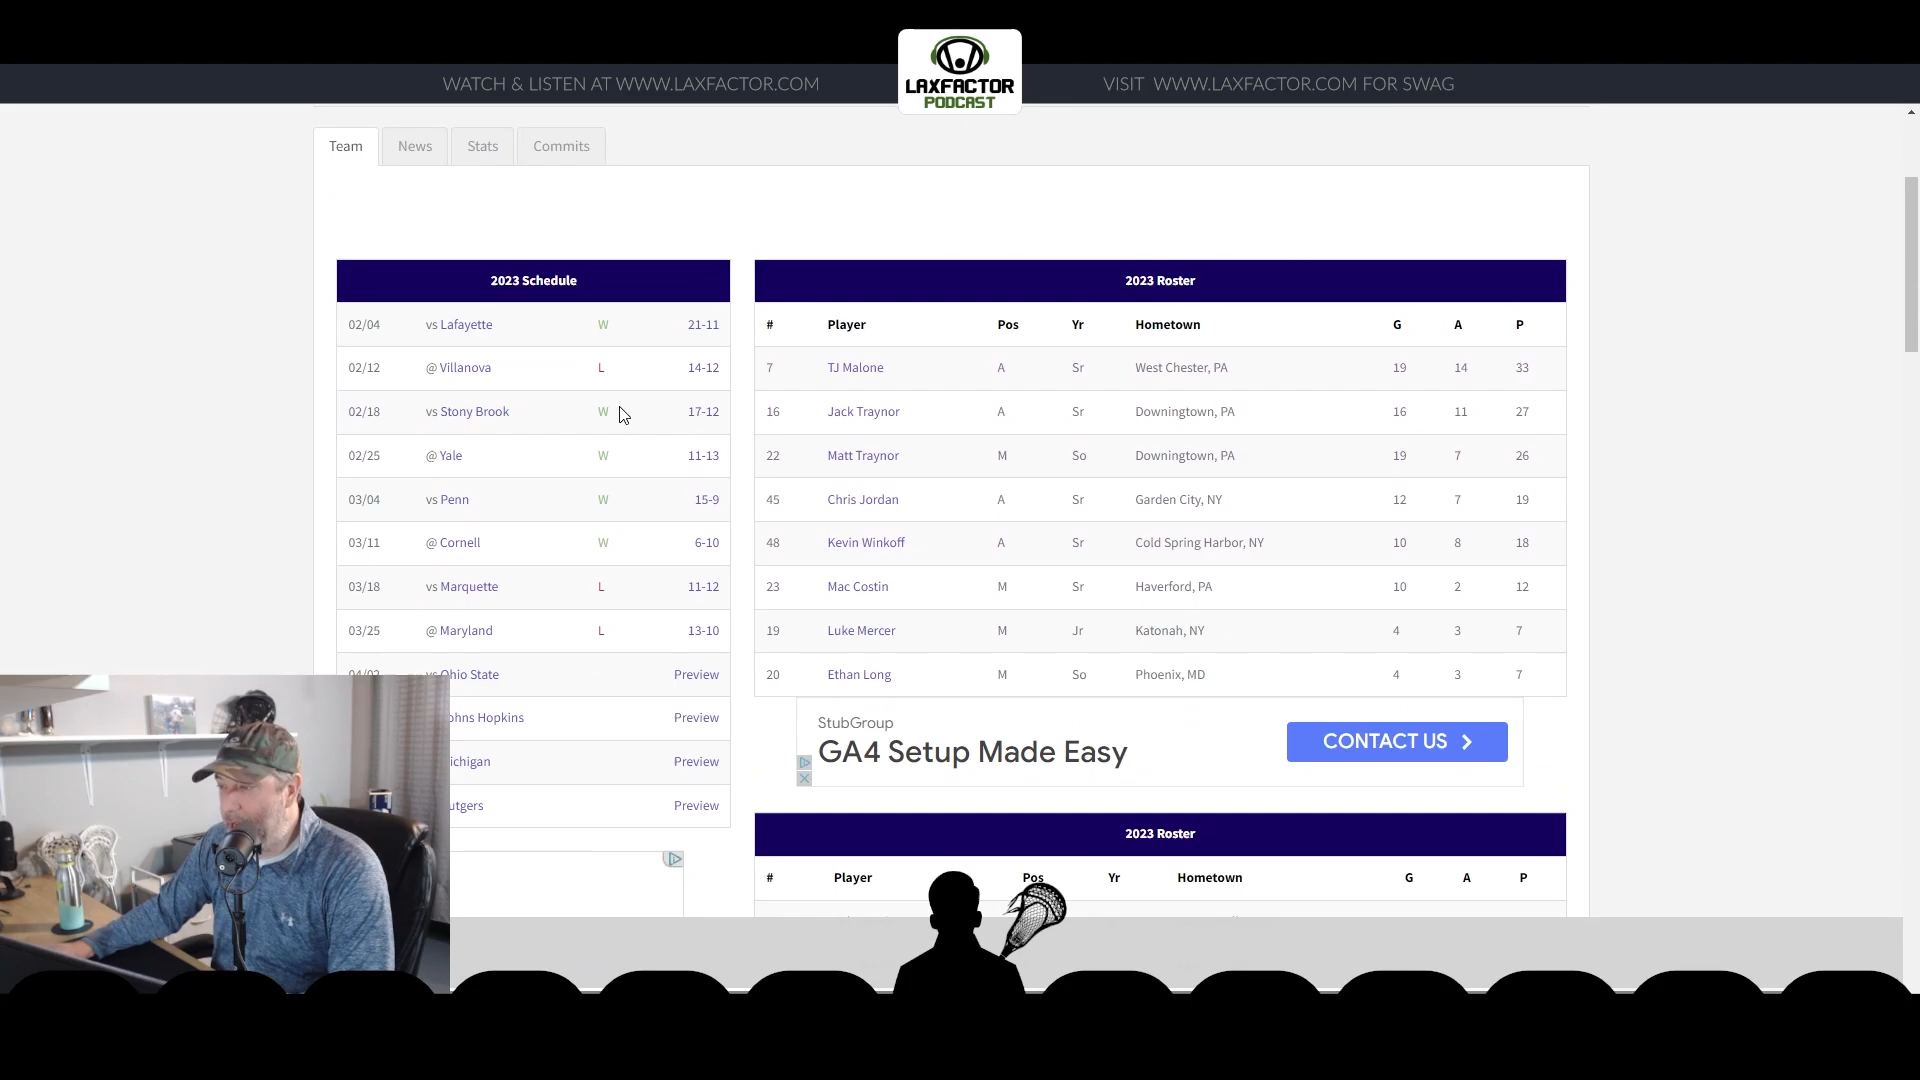 WATCH & LISTEN AT WWW.LAXFACTOR.COM
LAXFACTOR
PODCAST
VISIT WWW.LAXFACTOR.COM FOR SWAG
Team News Stats Commits
2023 Schedule
02/04 vs Lafayette W 21-11
02/12 @ Villanova L 14-12
02/18 vs Stony Brook W 17-12
02/25 @ Yale W 11-13
03/04 vs Penn W 15-9
03/11 @ Cornell W 6-10
03/18 vs Marquette L 11-12
03/25 @ Maryland L 13-10
Ohio State Preview
ohns Hopkins Preview
ichigan Preview
utgers Preview
2023 Roster
# Player Pos Yr Hometown G A P
7 TJ Malone A Sr West Chester, PA 19 14 33
16 Jack Traynor A Sr Downingtown, PA 16 11 27
22 Matt Traynor M So Downingtown, PA 19 7 26
45 Chris Jordan A Sr Garden City, NY 12 7 19
48 Kevin Winkoff A Sr Cold Spring Harbor, NY 10 8 18
23 Mac Costin M Sr Haverford, PA 10 2 12
19 Luke Mercer M Jr Katonah, NY 4 3 7
20 Ethan Long M So Phoenix, MD 4 3 7
StubGroup
GA4 Setup Made Easy
CONTACT US
2023 Roster
# Player Pos Yr Hometown G A P